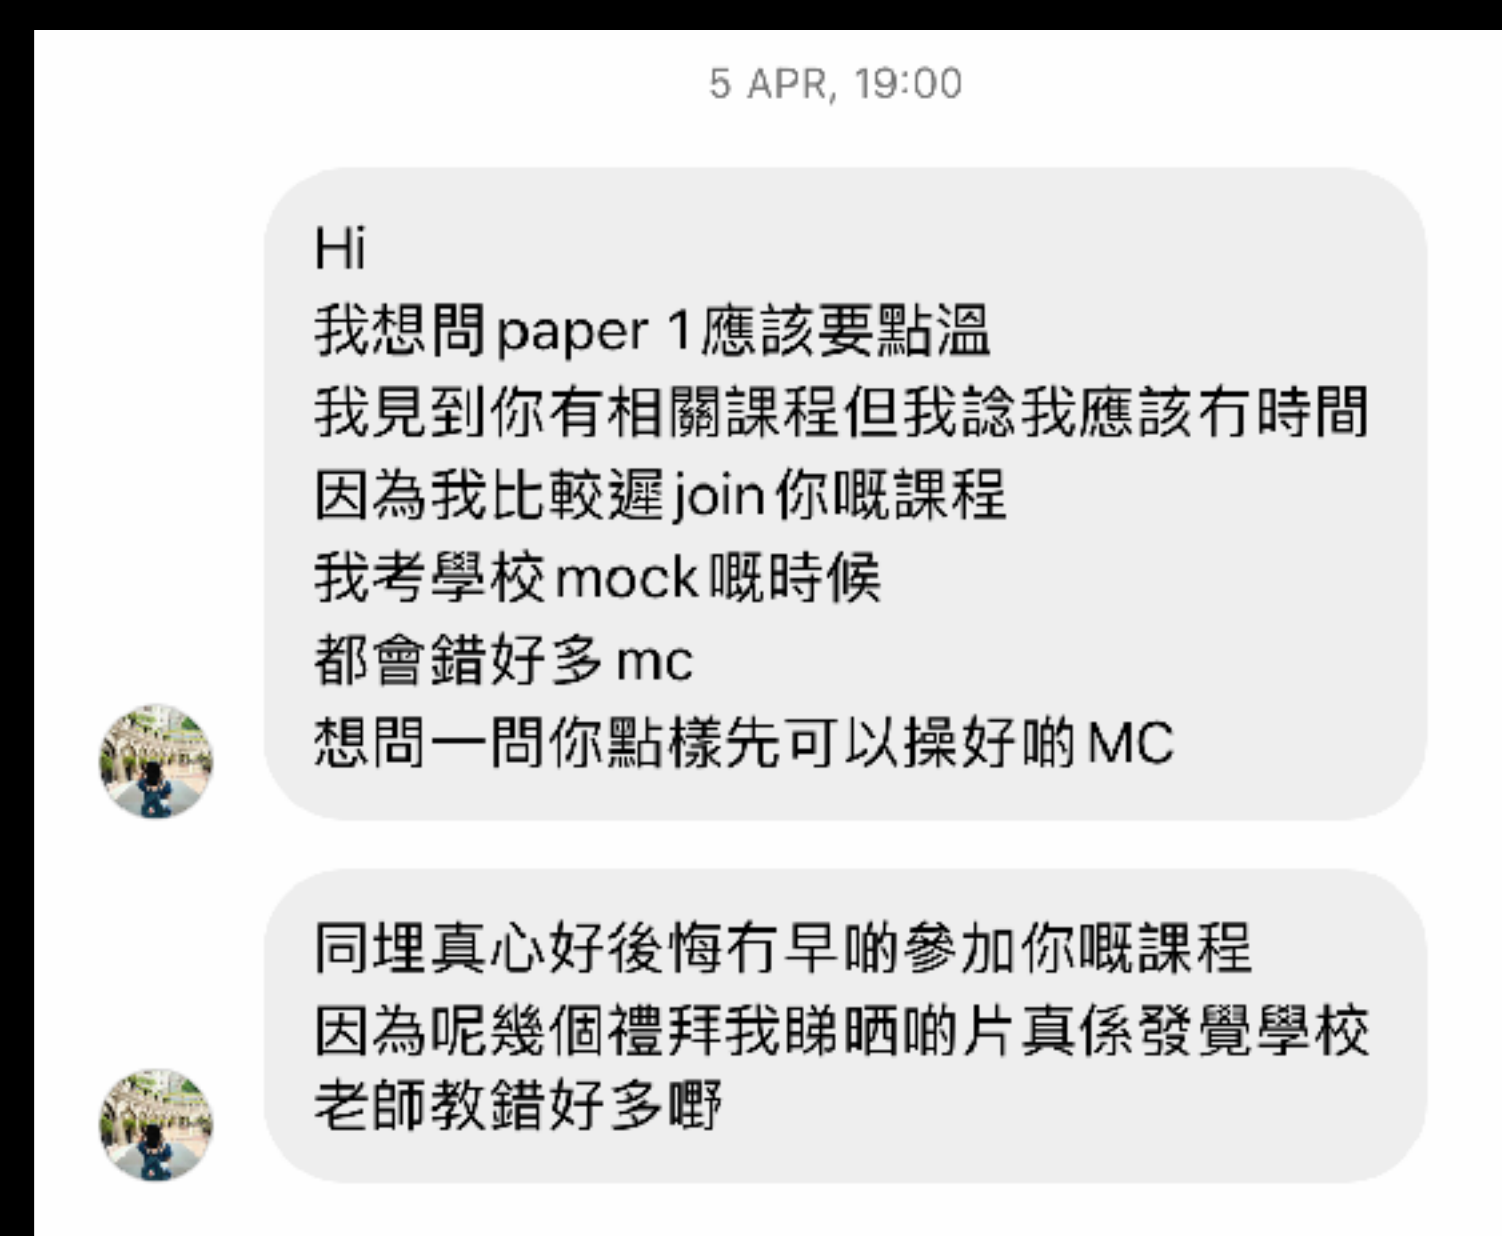 5 APR, 19:00
Hi
我想問paper 1應該要點溫
我見到你有相關課程但我諗我應該冇時間
因為我比較遲join你嘅課程
我考學校mock嘅時候
都會錯好多mc
想問一問你點樣先可以操好啲MC
同埋真心好後悔冇早啲參加你嘅課程
因為呢幾個禮拜我睇晒啲片真係發覺學校
老師教錯好多嘢